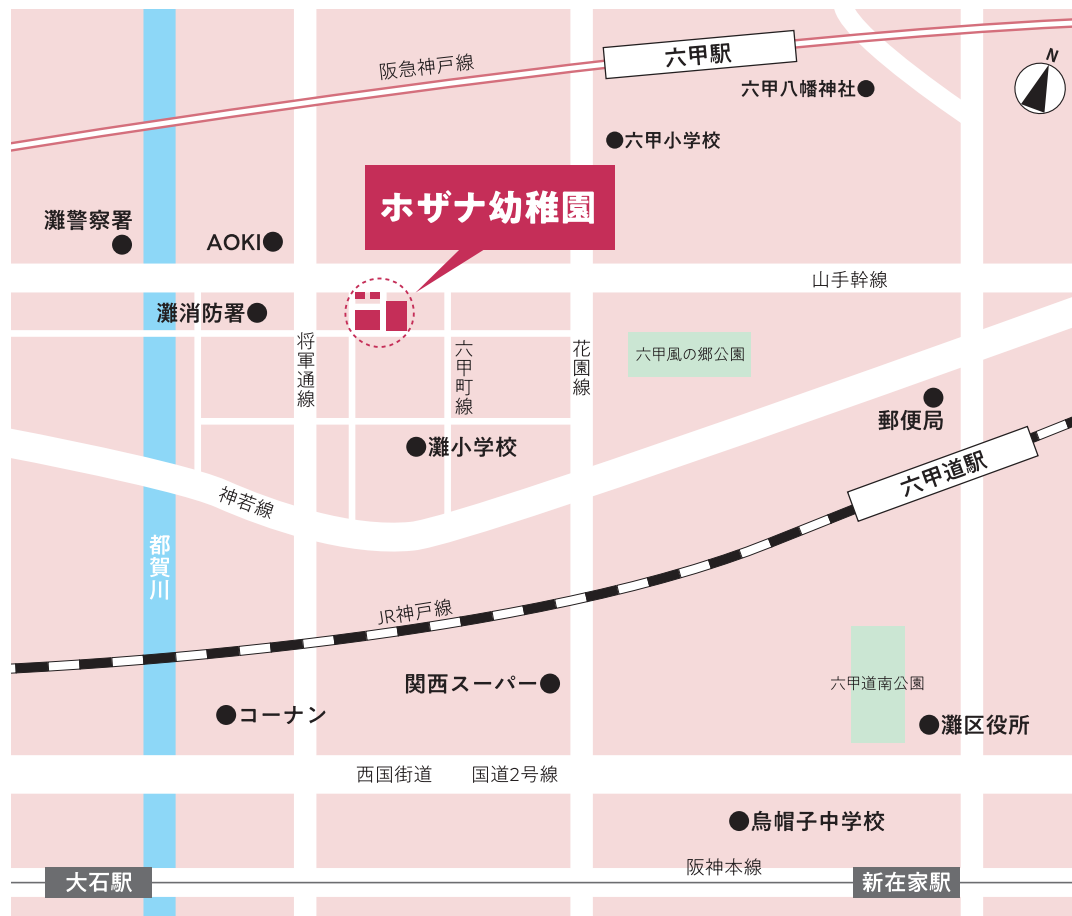 六甲駅
N
阪急神戸線
六甲八幡神社
六甲小学校
ホザナ幼稚園
灘警察署
AOKI
山手幹線
灘消防署
将軍通線
六甲町線
花園線
六甲風の郷公園
郵便局
灘小学校
六甲道駅
神若線
都賀川
JR神戸線
関西スーパー
六甲道南公園
コーナン
灘区役所
西国街道
国道2号線
烏帽子中学校
阪神本線
大石駅
新在家駅